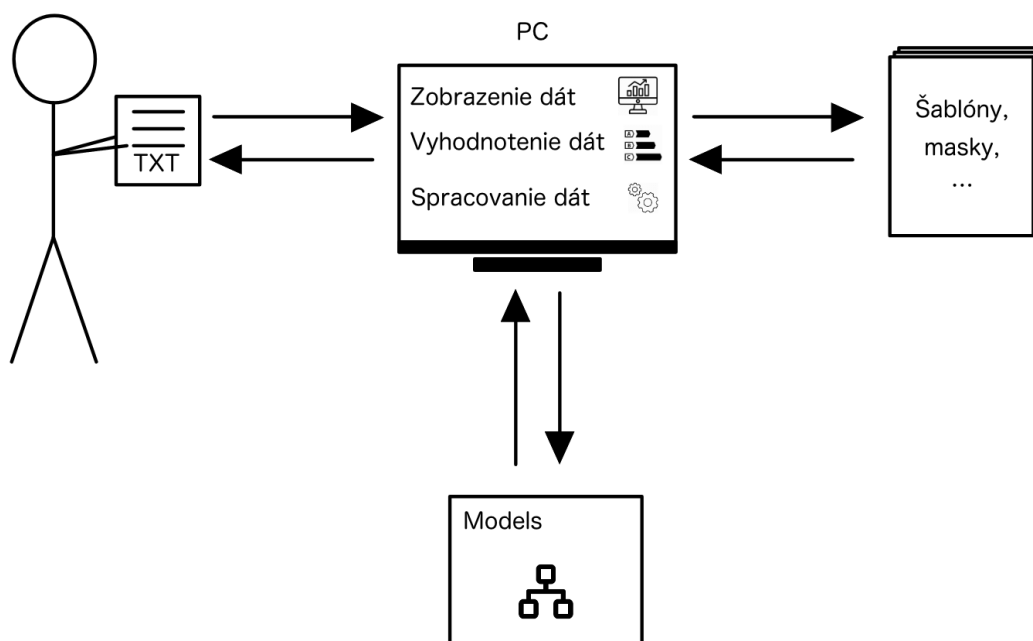 PC
TXT
Zobrazenie dát
Vyhodnotenie dát
A
B
C
Spracovanie dát
Šablóny,
masky,
...
Models